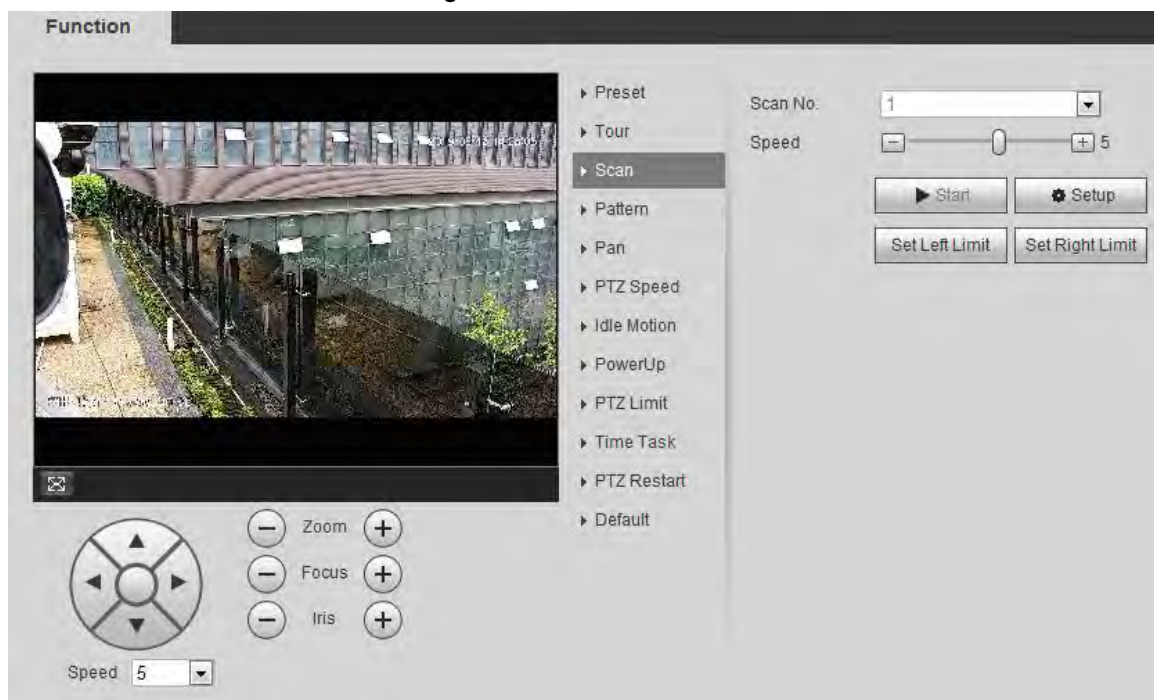 Function
Preset
Tour
Scan
Pattern
Pan
PTZ Speed
Idle Motion
PowerUp
PTZ Limit
Time Task
PTZ Restart
Default
Scan No. 1
Speed 5
Start Setup
Set Left Limit Set Right Limit
Zoom
Focus
Iris
Speed 5